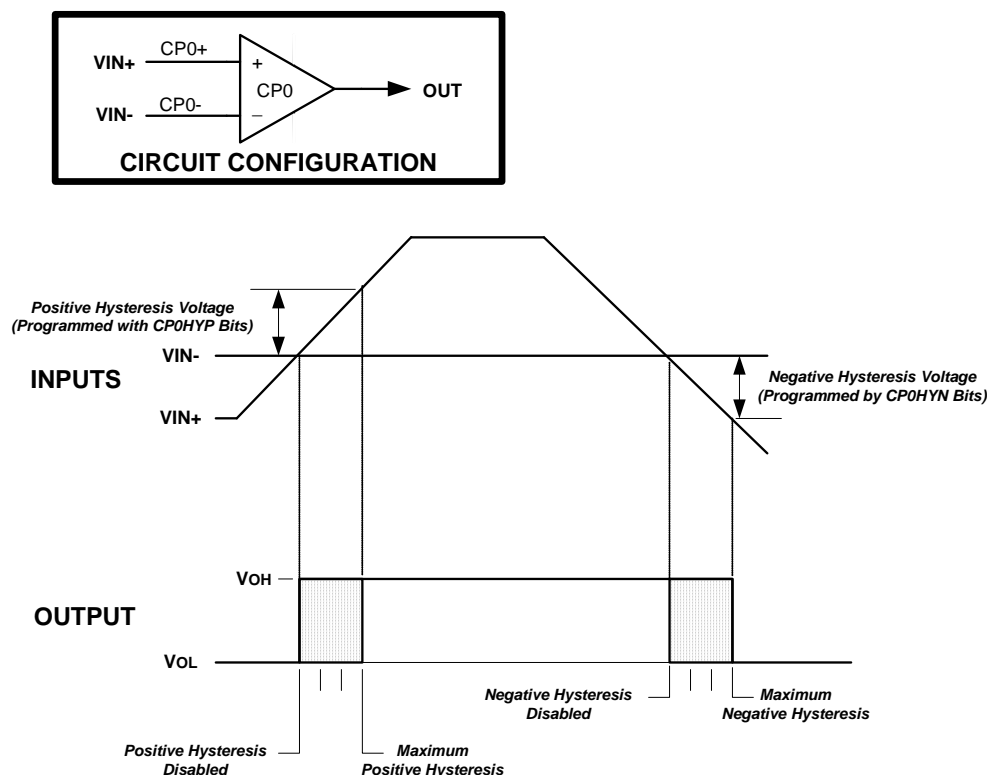 VIN+
CP0+
+
VIN-
CP0-
_
CP0
OUT
CIRCUIT CONFIGURATION
Positive Hysteresis Voltage
(Programmed with CP0HYP Bits)
VIN-
INPUTS
VIN+
Negative Hysteresis Voltage
(Programmed by CP0HYN Bits)
VOH
OUTPUT
VOL
Negative Hysteresis
Disabled
Maximum
Negative Hysteresis
Positive Hysteresis
Disabled
Maximum
Positive Hysteresis